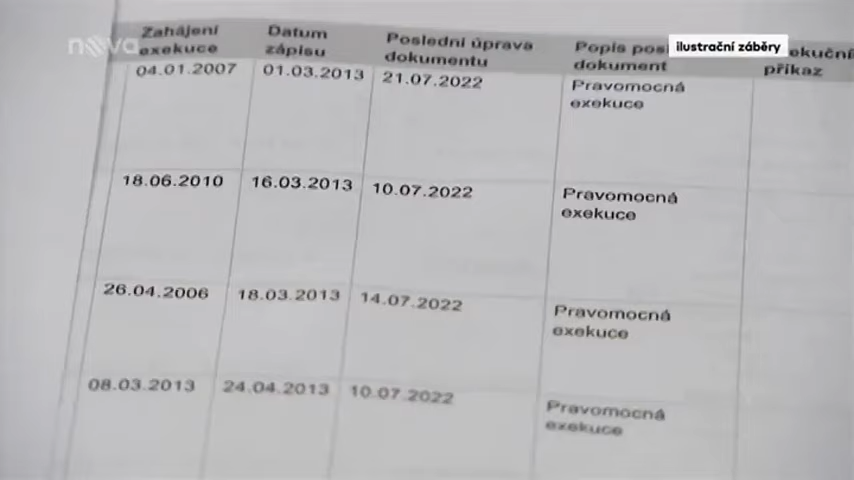 nova
ilustrační záběry
Zahájení exekuce Datum zápisu Poslední úprava dokumentu Popis dokument příkaz
04.01.2007 01.03.2013 21.07.2022 Pravomocná exekuce
18.06.2010 16.03.2013 10.07.2022 Pravomocná exekuce
26.04.2006 18.03.2013 14.07.2022 Pravomocná exekuce
08.03.2013 24.04.2013 10.07.2022 Pravomocná exekuce